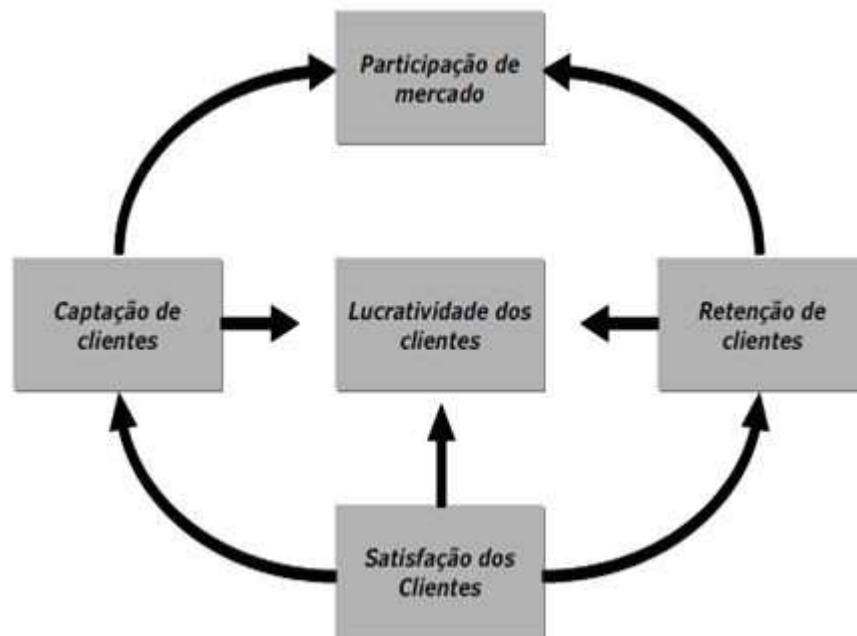 Participação de
mercado
Captação de
clientes
Lucratividade dos
clientes
Retenção de
clientes
Satisfação dos
Clientes